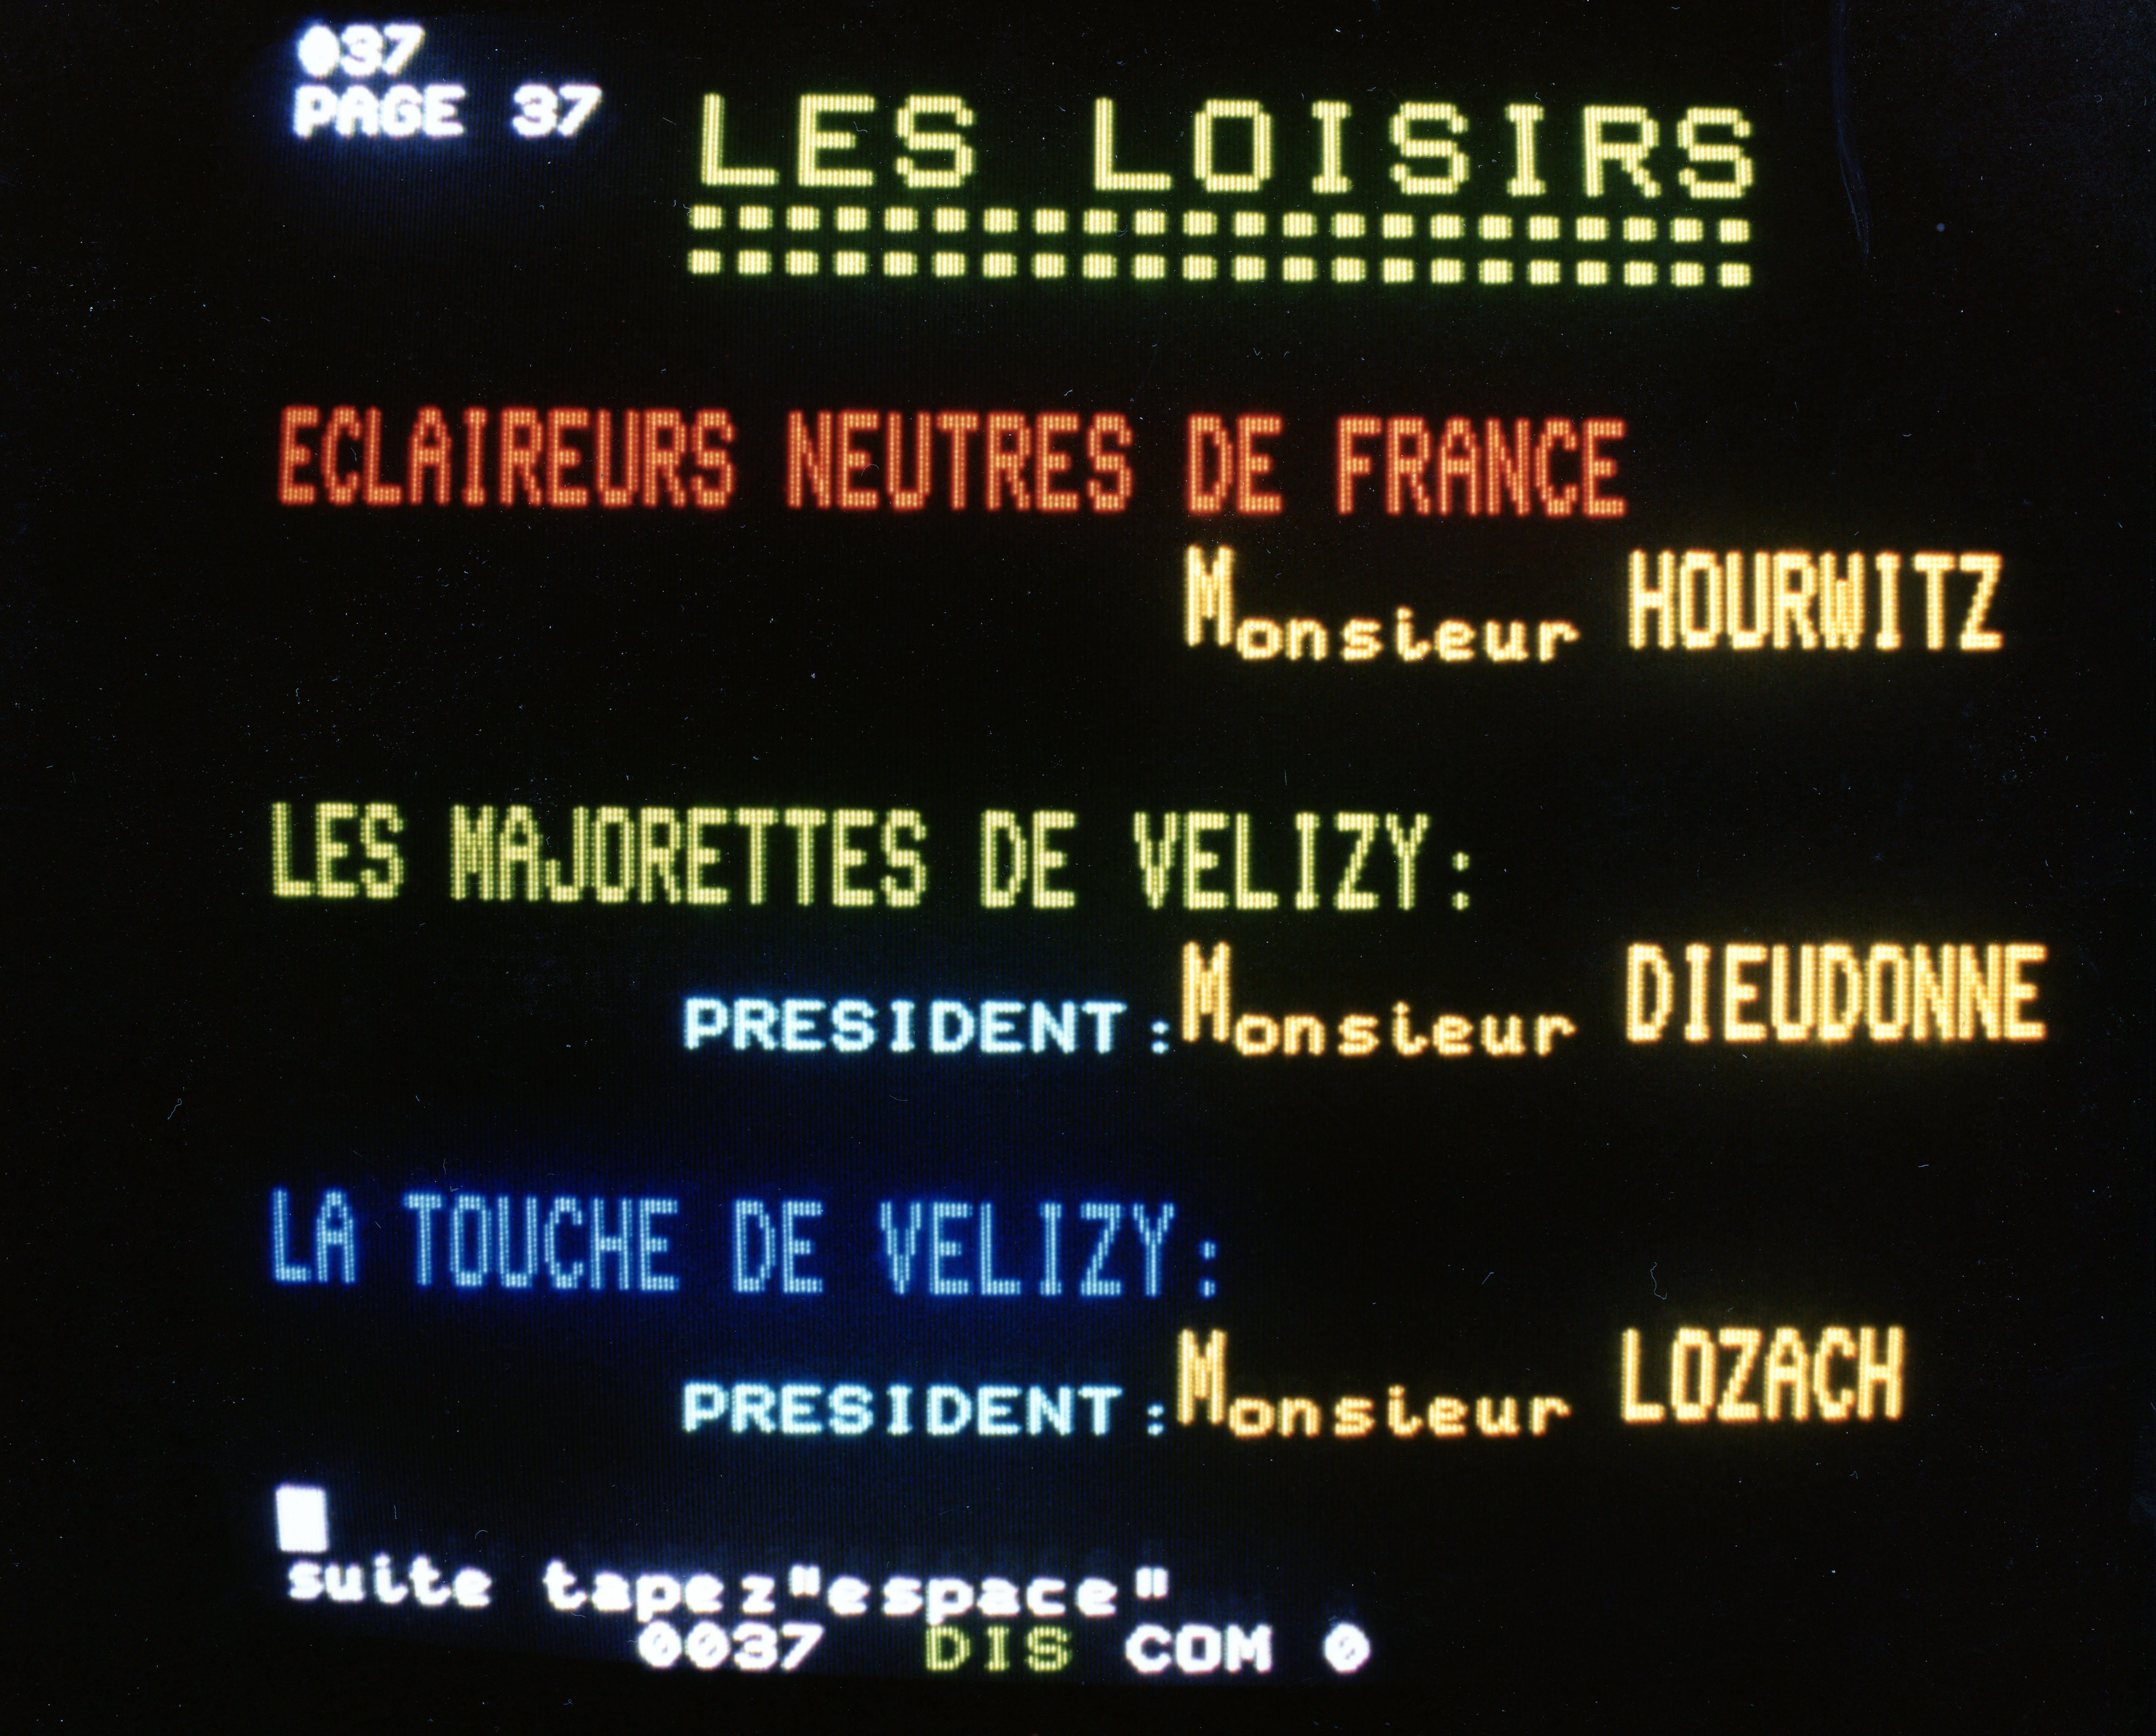 037
PAGE 37
LES LOISIRS
ECLAIREURS NEUTRES DE FRANCE
Monsieur HOURWITZ
LES MAJORETTES DE VELIZY:
PRESIDENT:Monsieur DIEUDONNE
LA TOUCHE DE VELIZY:
PRESIDENT:Monsieur LOZACH
suite tapez"espace"
0037 DIS COM 0